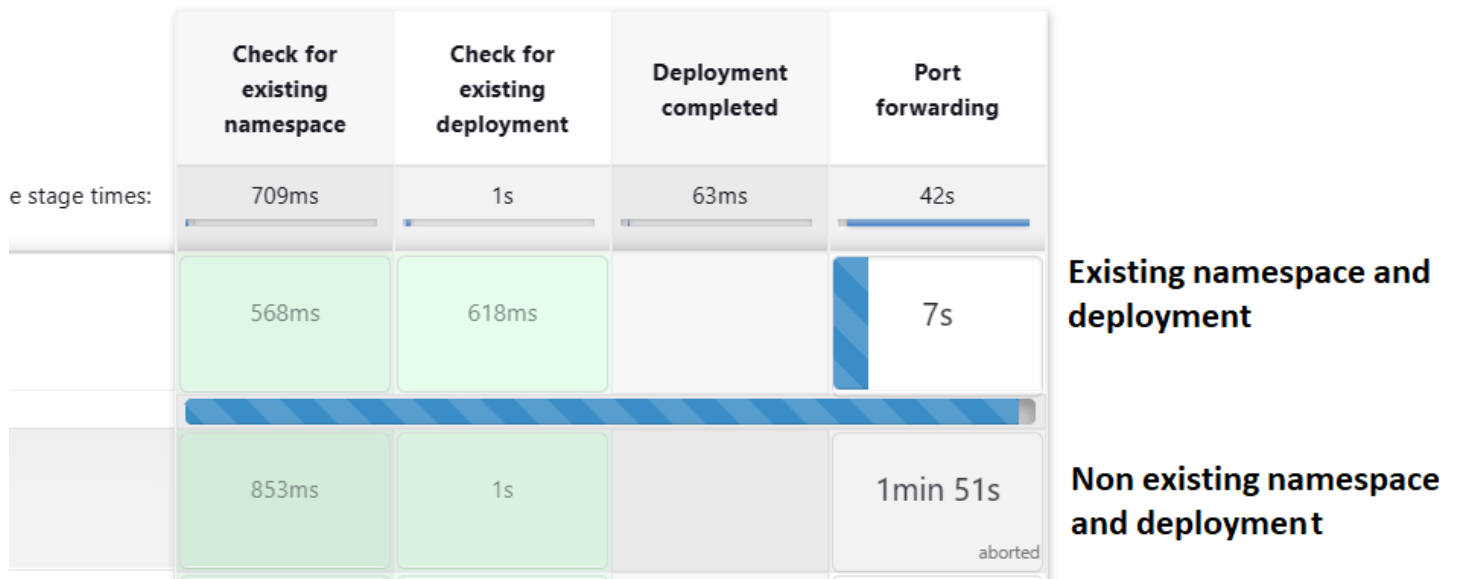 Check for
existing
namespace
Check for
existing
deployment
Deployment
completed
Port
forwarding
e stage times:
709ms
1s
63ms
42s
568ms
618ms
7s
Existing namespace and
deployment
853ms
1s
1min 51s
aborted
Non existing namespace
and deployment